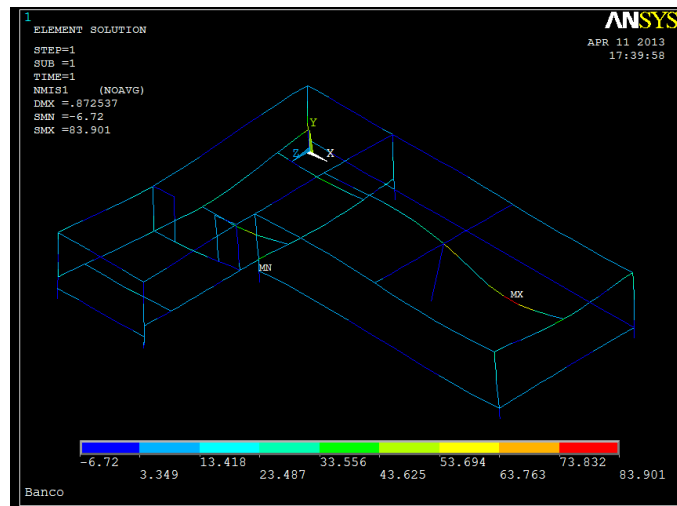 1
ANSYS
ELEMENT SOLUTION
APR 11 2013
17:39:58
STEP=1
SUB =1
TIME=1
NMIS1 (NOAVG)
DMX =.872537
SMN =-6.72
SMX =83.901
Y
Z X
MN
MX
-6.72 13.418 33.556 53.694 73.832
3.349 23.487 43.625 63.763 83.901
Banco